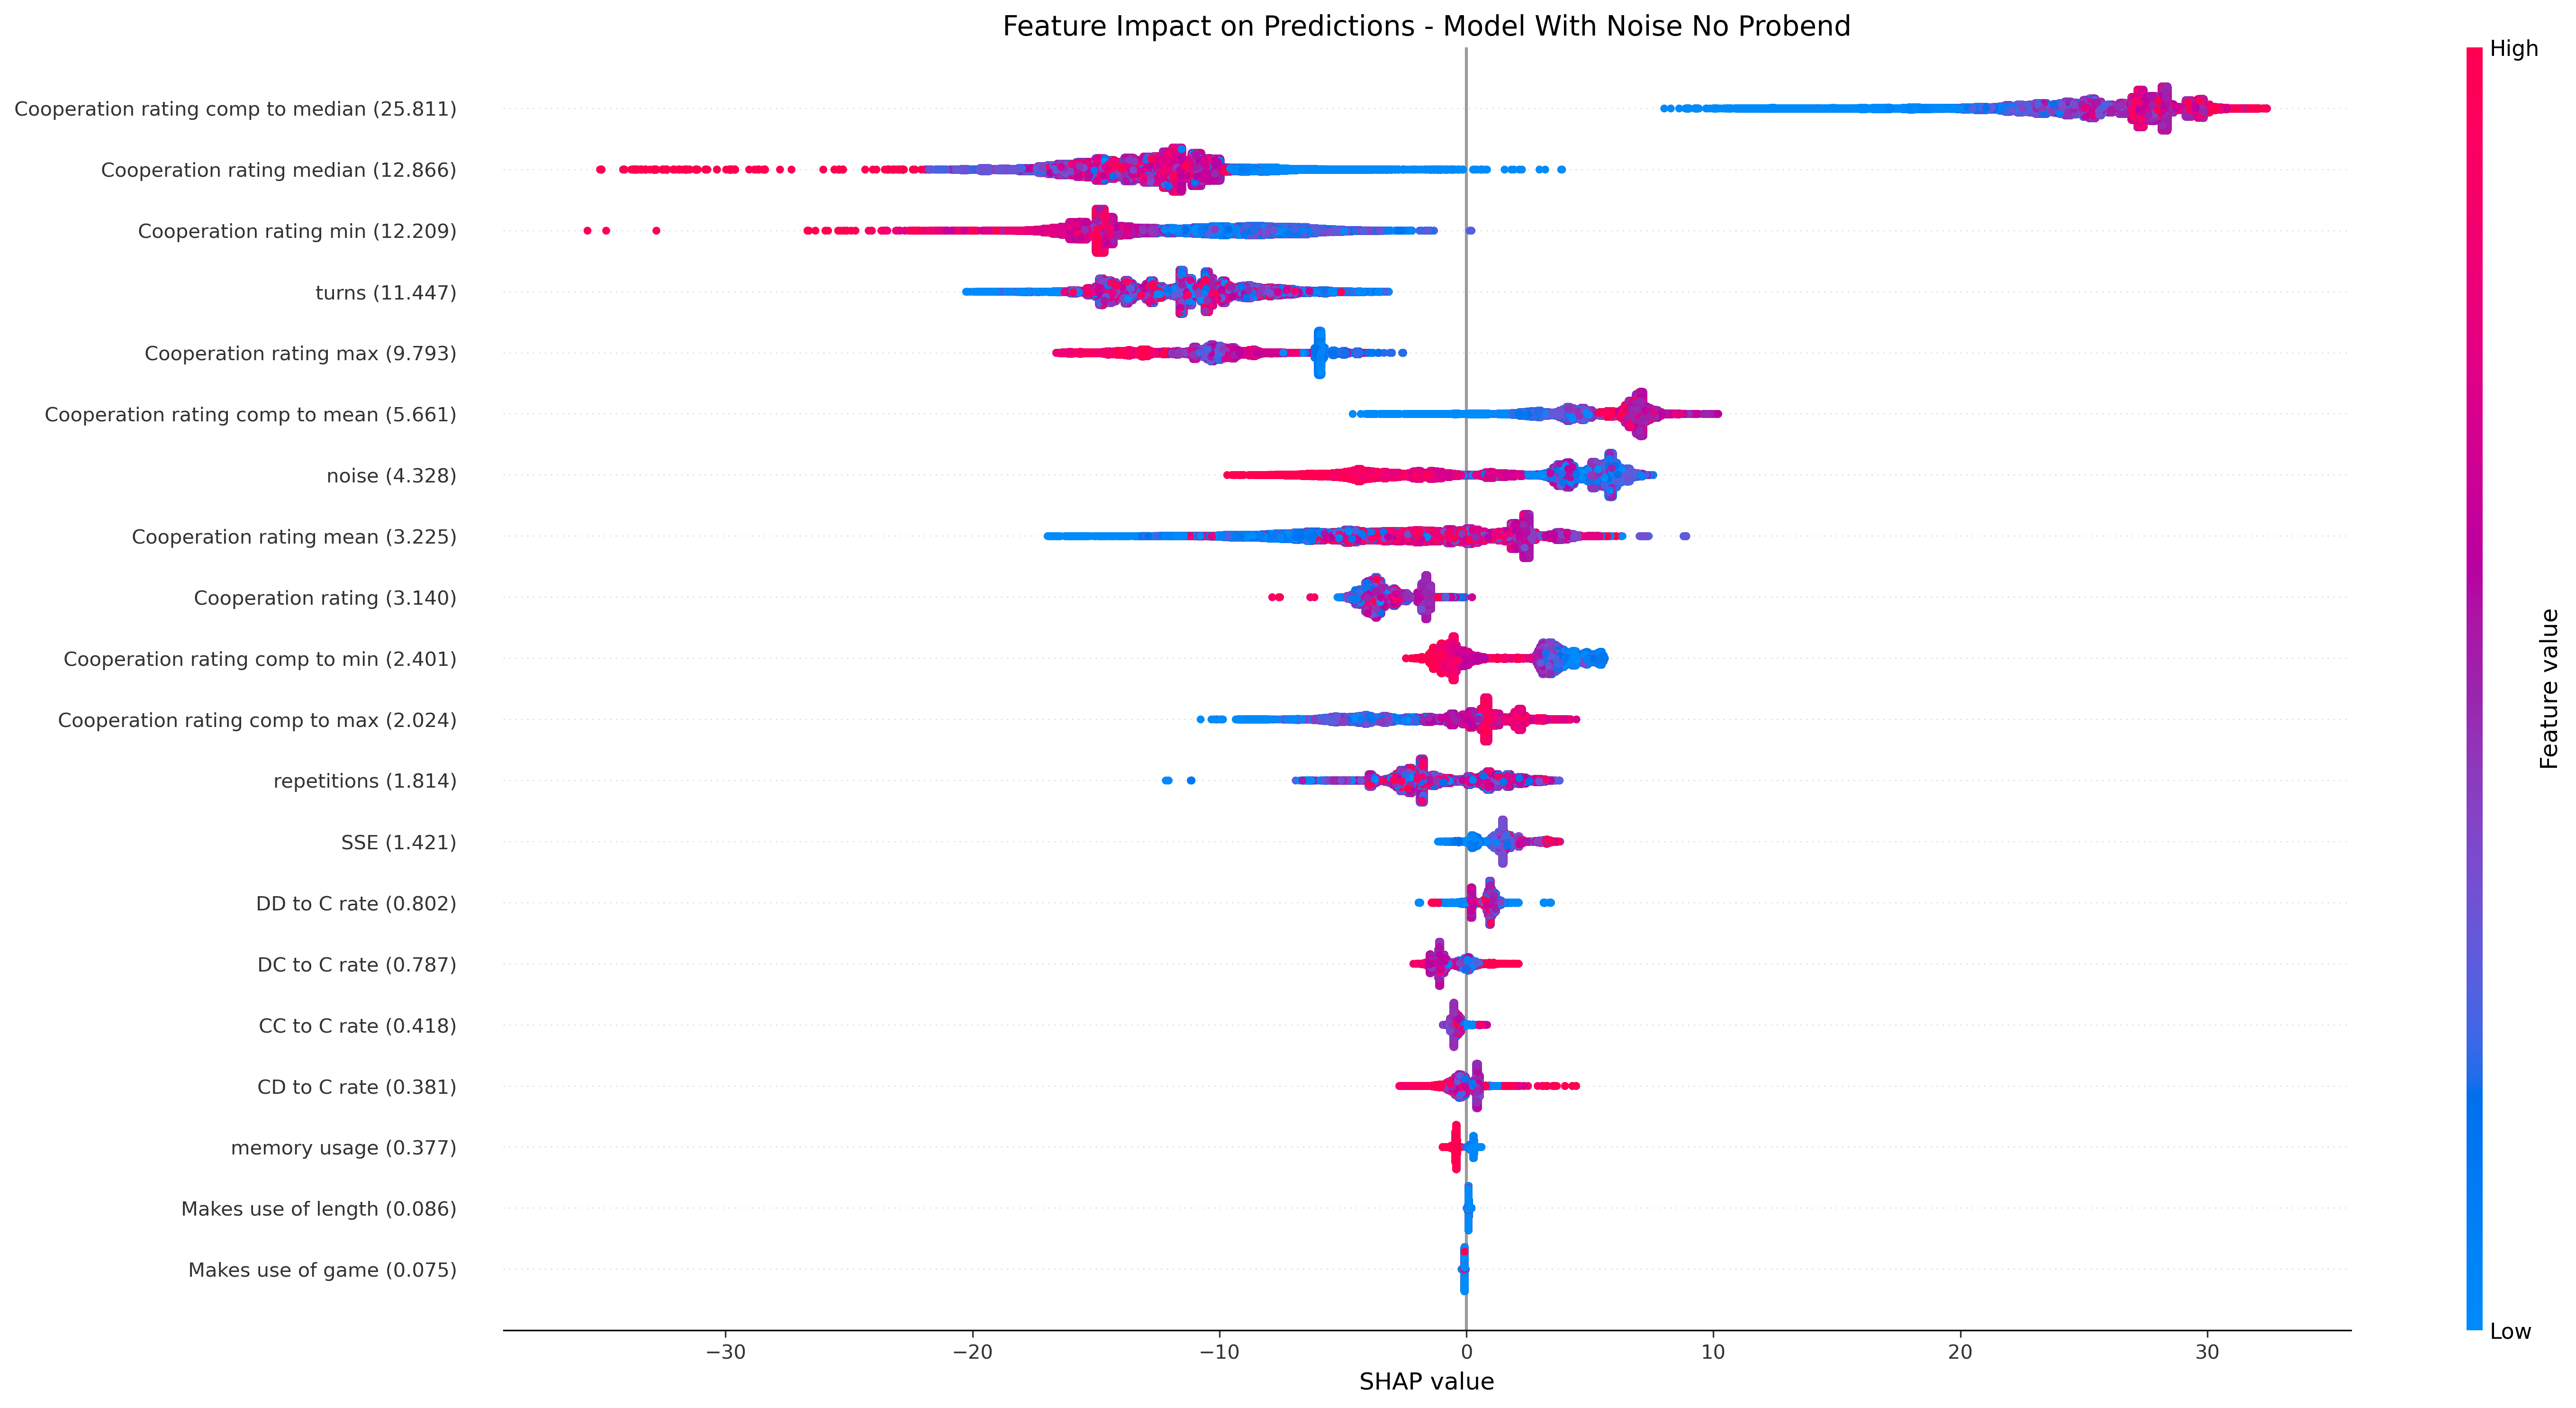 Feature Impact on Predictions - Model With Noise No Probend
High
Cooperation rating comp to median (25.811)
Cooperation rating median (12.866)
Cooperation rating min (12.209)
turns (11.447)
Cooperation rating max (9.793)
Cooperation rating comp to mean (5.661)
noise (4.328)
Cooperation rating mean (3.225)
Cooperation rating (3.140)
Cooperation rating comp to min (2.401)
Cooperation rating comp to max (2.024)
repetitions (1.814)
SSE (1.421)
DD to C rate (0.802)
DC to C rate (0.787)
CC to C rate (0.418)
CD to C rate (0.381)
memory usage (0.377)
Makes use of length (0.086)
Makes use of game (0.075)
Feature value
Low
−30 −20 −10 0 10 20 30
SHAP value